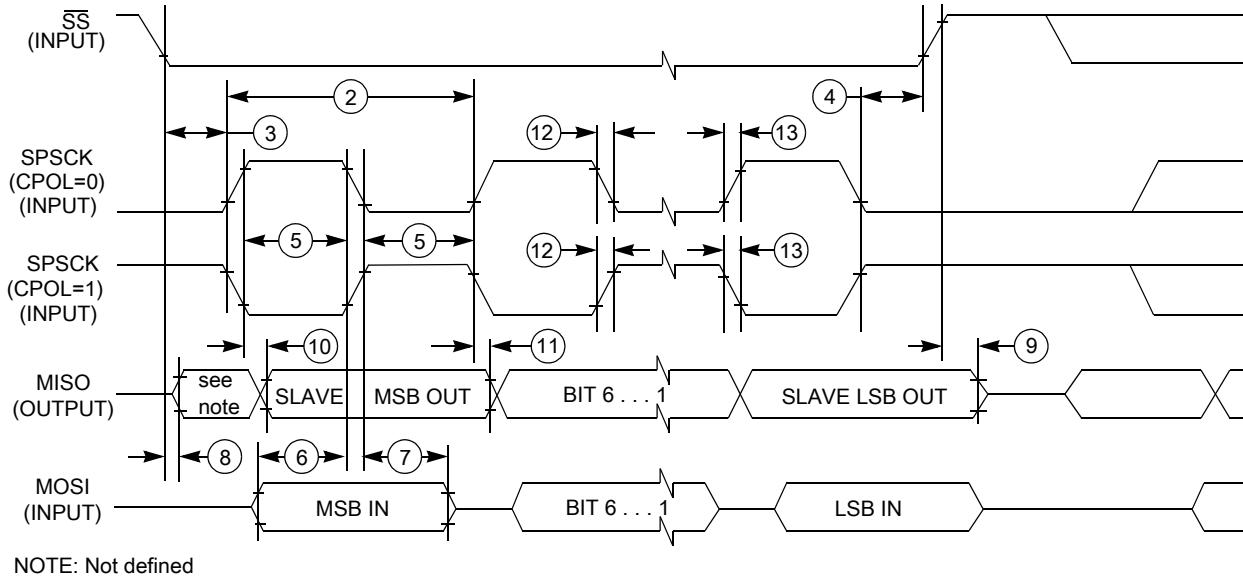 SS
(INPUT)
2
4
3
12
13
SPSCK
(CPOL=0)
(INPUT)
5
5
SPSCK
(CPOL=1)
(INPUT)
12
13
10
11
9
MISO
(OUTPUT)
see
note
SLAVE
MSB OUT
BIT 6 . . . 1
SLAVE LSB OUT
8
6
7
MOSI
(INPUT)
MSB IN
BIT 6 . . . 1
LSB IN
NOTE: Not defined